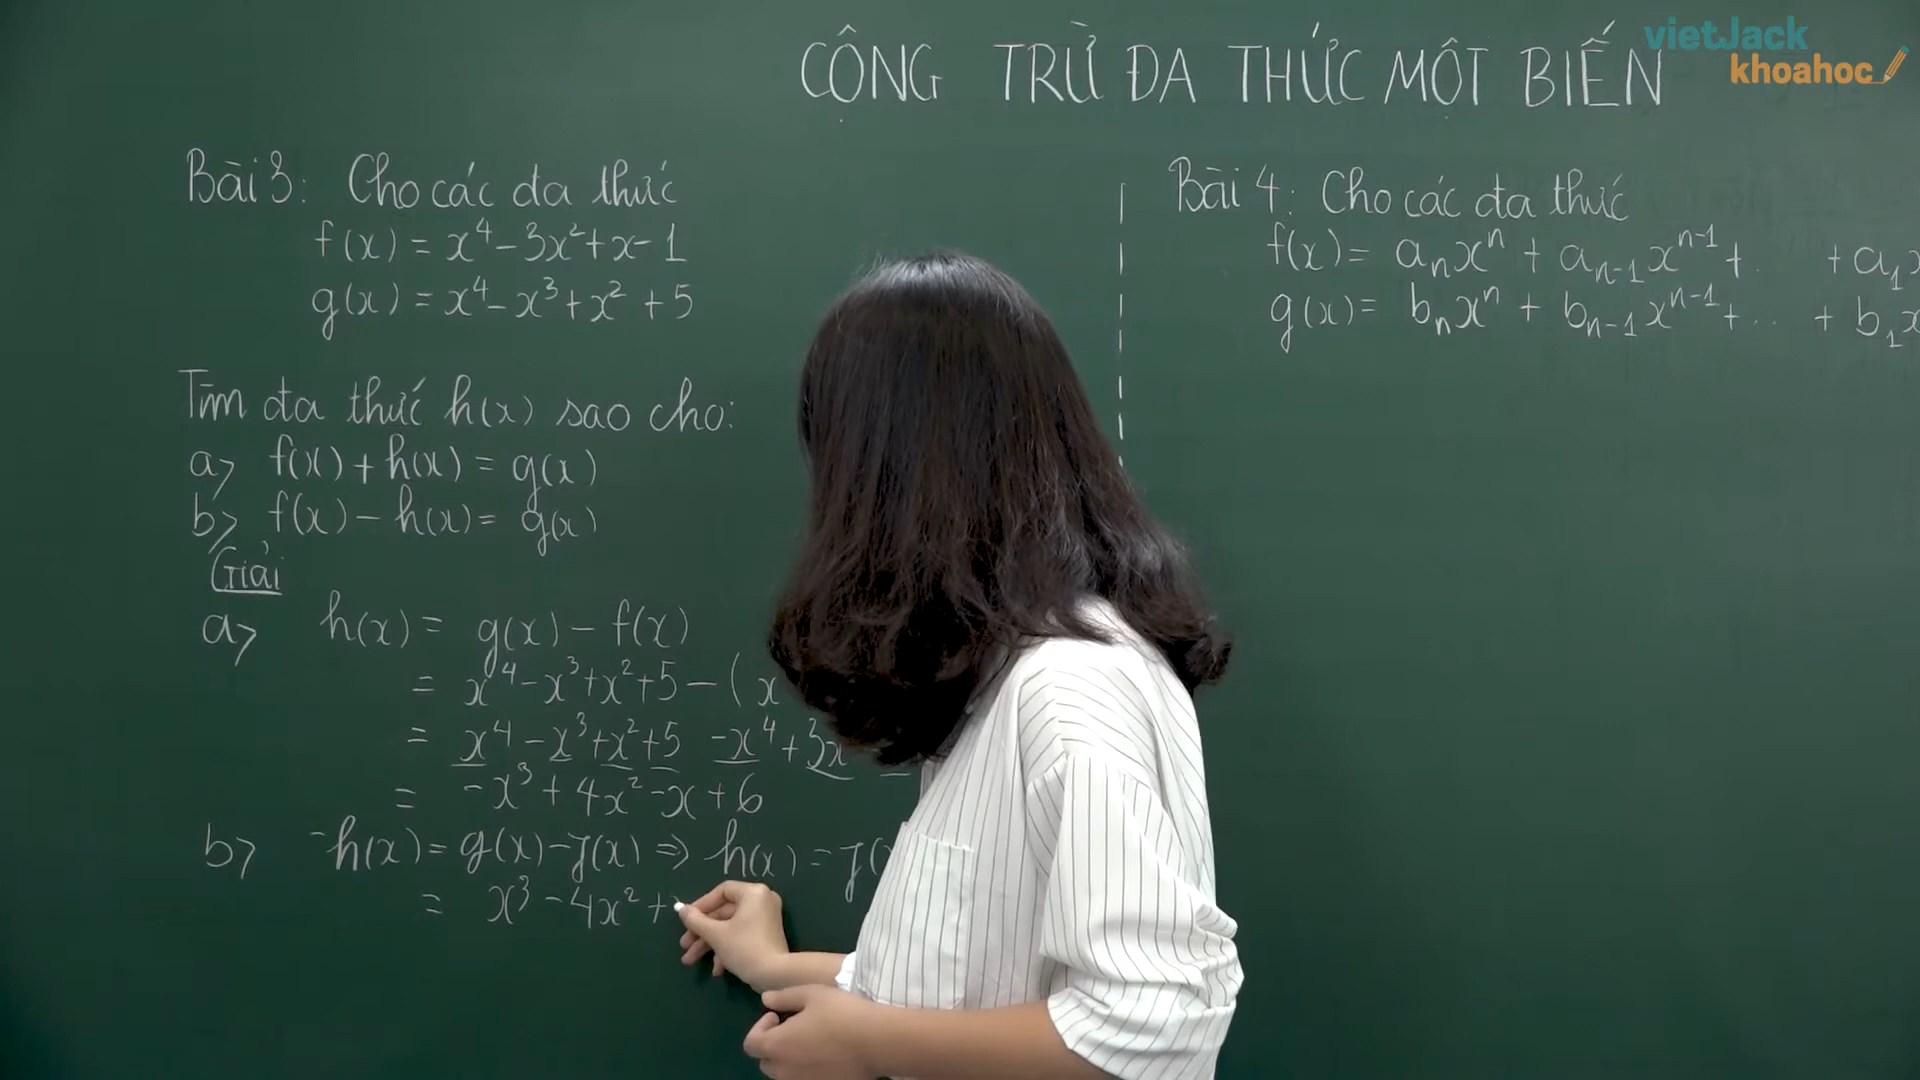 vietJack
khoahoc
CỘNG TRỪ ĐA THỨC MỘT BIẾN
Bài 3: Cho các đa thức
f(x) = x⁴ - 3x² + x - 1
g(x) = x⁴ - x³ + x² + 5
Tìm đa thức h(x) sao cho:
a> f(x) + h(x) = g(x)
b> f(x) - h(x) = g(x)
Giải
a> h(x) = g(x) - f(x)
= x⁴ - x³ + x² + 5 - ( x
= x⁴ - x³ + x² + 5 - x⁴ + 3x
= -x³ + 4x² - x + 6
b> -h(x) = g(x) - f(x) ⇒ h(x) = f(
= x³ - 4x² +
Bài 4: Cho các đa thức
f(x) = aₙxⁿ + aₙ₋₁xⁿ⁻¹ + .. + a₁x
g(x) = bₙxⁿ + bₙ₋₁xⁿ⁻¹ + .. + b₁x